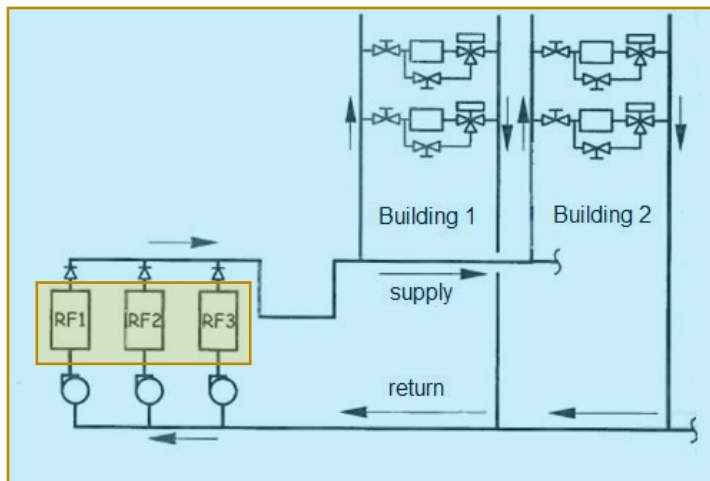 Building 1
Building 2
supply
RF1
RF2
RF3
return